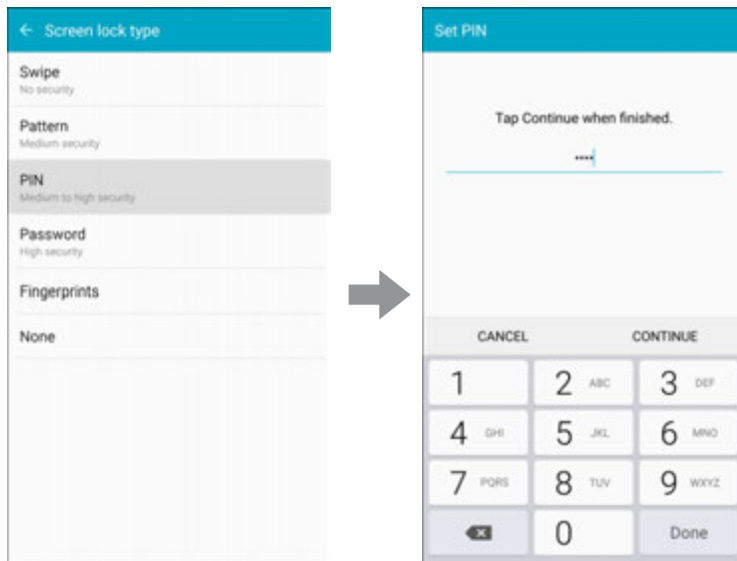 Screen lock type
Swipe
No security
Pattern
Medium security
PIN
Medium to high security
Password
High security
Fingerprints
None
Set PIN
Tap Continue when finished.
••••
CANCEL CONTINUE
1 2 ABC 3 DEF
4 GHI 5 JKL 6 MNO
7 PQRS 8 TUV 9 WXYZ
0 Done